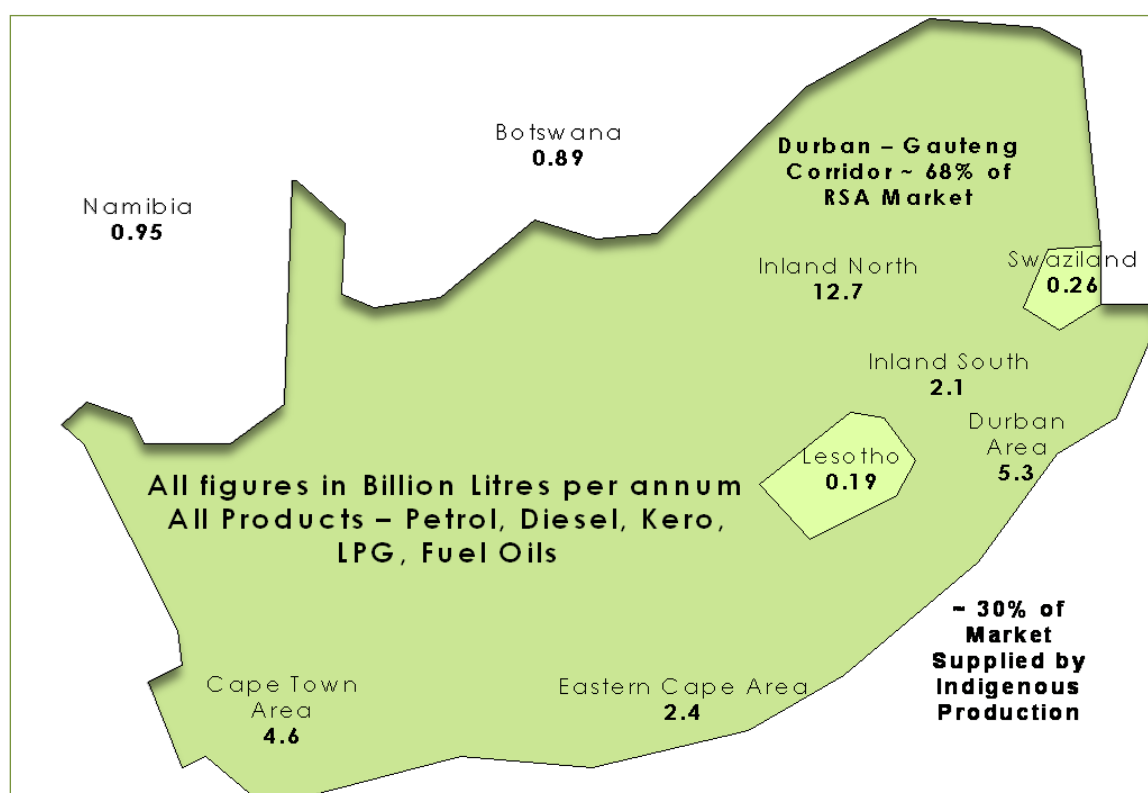 Botswana
0.89
Durban – Gauteng
Corridor ~ 68% of
RSA Market
Namibia
0.95
Inland North
12.7
Swaziland
0.26
Inland South
2.1
Durban
Area
5.3
Lesotho
0.19
All figures in Billion Litres per annum
All Products – Petrol, Diesel, Kero,
LPG, Fuel Oils
~ 30% of
Market
Supplied by
Indigenous
Production
Cape Town
Area
4.6
Eastern Cape Area
2.4